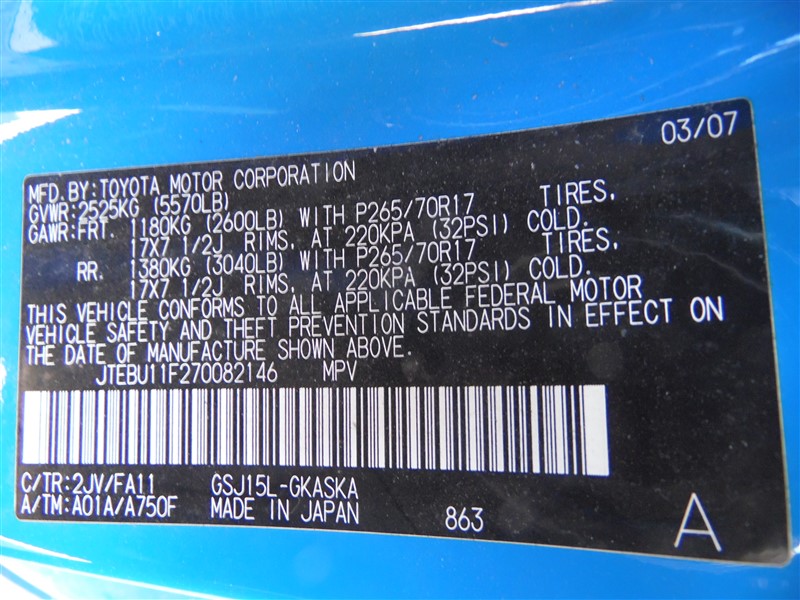 03/07
MFD.BY:TOYOTA MOTOR CORPORATION
GVWR:2525KG (5570LB)
GAWR:FRT. 1180KG (2600LB) WITH P265/70R17 TIRES,
17X7 1/2J RIMS, AT 220KPA (32PSI) COLD.
RR. 1380KG (3040LB) WITH P265/70R17 TIRES,
17X7 1/2J RIMS, AT 220KPA (32PSI) COLD.
THIS VEHICLE CONFORMS TO ALL APPLICABLE FEDERAL MOTOR
VEHICLE SAFETY AND THEFT PREVENTION STANDARDS IN EFFECT ON
THE DATE OF MANUFACTURE SHOWN ABOVE.
JTEBU11F270082146 MPV
C/TR:2JV/FA11 GSJ15L-GKASKA
A/TM:A01A/A750F MADE IN JAPAN 863 A